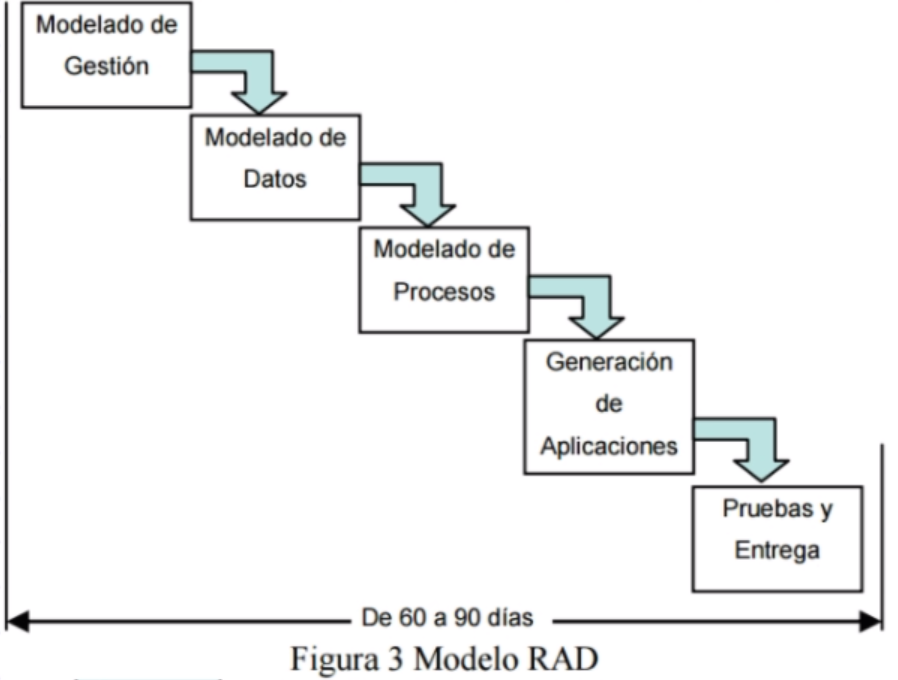 Modelado de
Gestión
Modelado de
Datos
Modelado de
Procesos
Generación
de
Aplicaciones
Pruebas y
Entrega
De 60 a 90 días
Figura 3 Modelo RAD